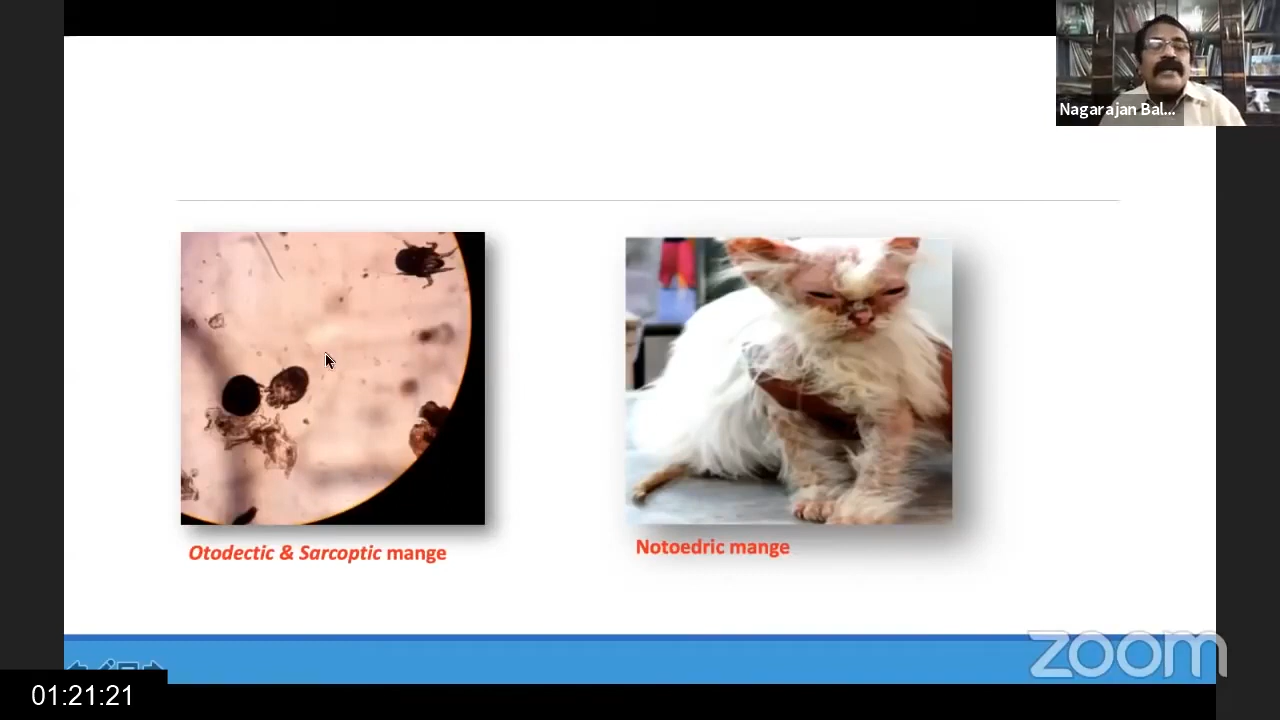 Nagarajan Bal...
Otodectic & Sarcoptic mange
Notoedric mange
zoom
01:21:21